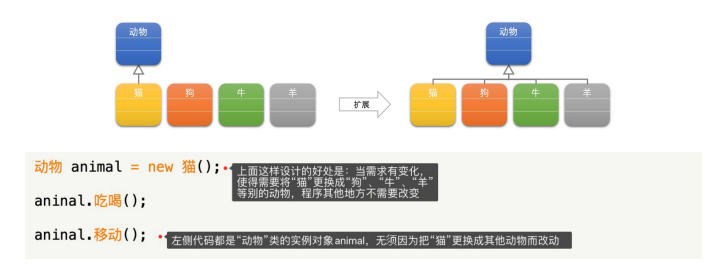 动物
动物
猫 狗 牛 羊
扩展
猫 狗 牛 羊
动物 animal = new 猫();
上面这样设计的好处是：当需求有变化，
使得需要将“猫”更换成“狗”、“牛”、“羊”
等别的动物，程序其他地方不需要改变
aninal.吃喝();
aninal.移动();
左侧代码都是“动物”类的实例对象animal，无须因为把“猫”更换成其他动物而改动